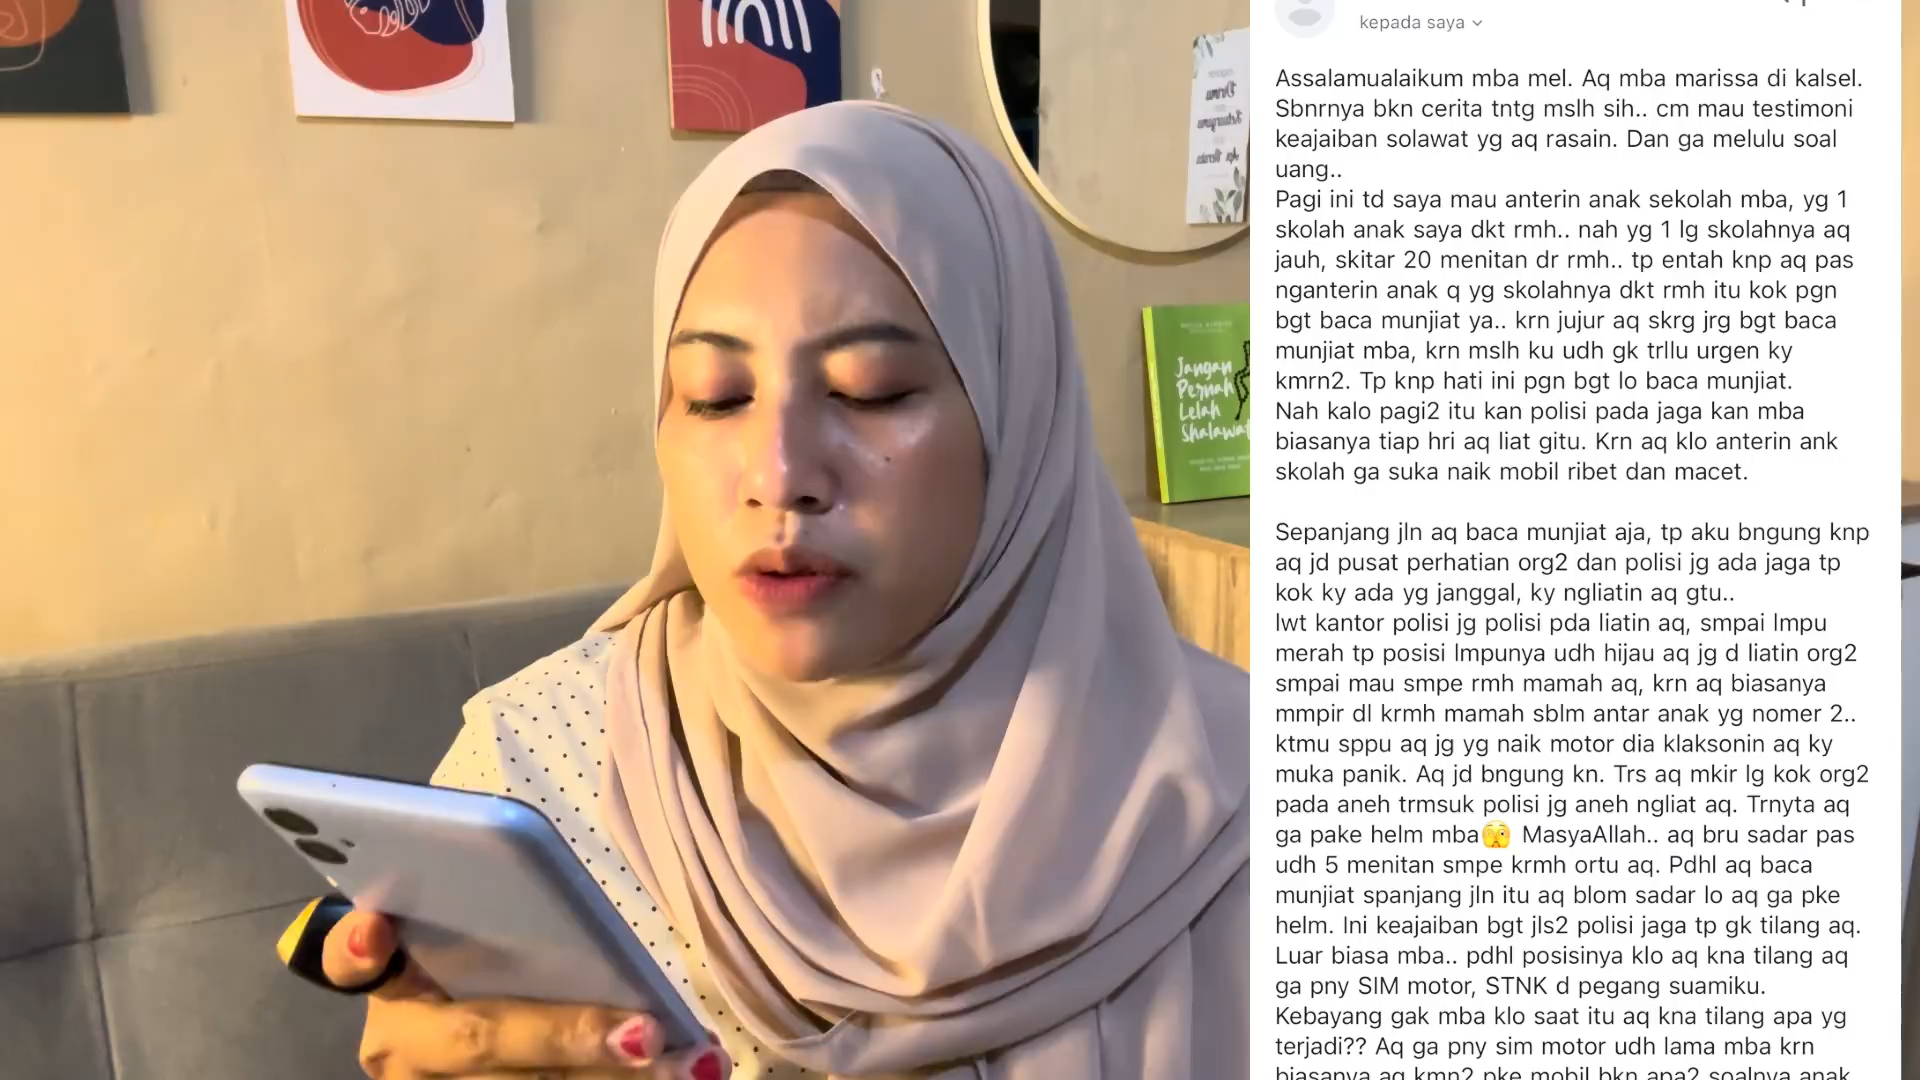 kepada saya
Assalamualaikum mba mel. Aq mba marissa di kalsel.
Sbnrnya bkn cerita tntg mslh sih.. cm mau testimoni
keajaiban solawat yg aq rasain. Dan ga melulu soal
uang..
Pagi ini td saya mau anterin anak sekolah mba, yg 1
skolah anak saya dkt rmh.. nah yg 1 lg skolahnya aq
jauh, skitar 20 menitan dr rmh.. tp entah knp aq pas
nganterin anak q yg skolahnya dkt rmh itu kok pgn
bgt baca munjiat ya.. krn jujur aq skrg jrg bgt baca
munjiat mba, krn mslh ku udh gk trllu urgen ky
kmrn2. Tp knp hati ini pgn bgt lo baca munjiat.
Nah kalo pagi2 itu kan polisi pada jaga kan mba
biasanya tiap hri aq liat gitu. Krn aq klo anterin ank
skolah ga suka naik mobil ribet dan macet.
Sepanjang jln aq baca munjiat aja, tp aku bngung knp
aq jd pusat perhatian org2 dan polisi jg ada jaga tp
kok ky ada yg janggal, ky ngliatin aq gtu..
lwt kantor polisi jg polisi pda liatin aq, smpai lmpu
merah tp posisi lmpunya udh hijau aq jg d liatin org2
smpai mau smpe rmh mamah aq, krn aq biasanya
mmpir dl krmh mamah sblm antar anak yg nomer 2..
ktmu sppu aq jg yg naik motor dia klaksonin aq ky
muka panik. Aq jd bngung kn. Trs aq mkir lg kok org2
pada aneh trmsuk polisi jg aneh ngliat aq. Trnyta aq
ga pake helm mba🫣 MasyaAllah.. aq bru sadar pas
udh 5 menitan smpe krmh ortu aq. Pdhl aq baca
munjiat spanjang jln itu aq blom sadar lo aq ga pke
helm. Ini keajaiban bgt jls2 polisi jaga tp gk tilang aq.
Luar biasa mba.. pdhl posisinya klo aq kna tilang aq
ga pny SIM motor, STNK d pegang suamiku.
Kebayang gak mba klo saat itu aq kna tilang apa yg
terjadi?? Aq ga pny sim motor udh lama mba krn
biasanya aq kmn2 pke mobil bkn apa2 soalnya anak
Jangan
Pernah
Lelah
Shalawat